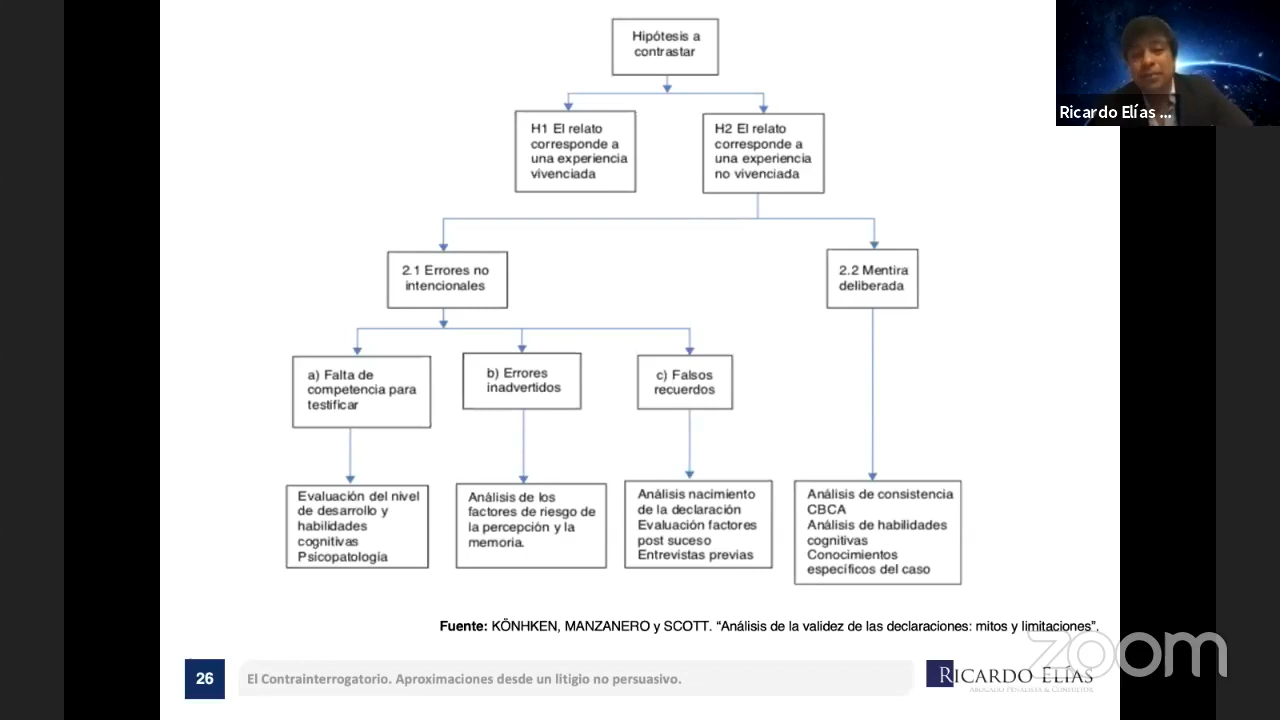 Hipótesis a
contrastar
Ricardo Elías ...
H1 El relato
corresponde a
una experiencia
vivenciada
H2 El relato
corresponde a
una experiencia
no vivenciada
2.1 Errores no
intencionales
2.2 Mentira
deliberada
a) Falta de
competencia para
testificar
b) Errores
inadvertidos
c) Falsos
recuerdos
Evaluación del nivel
de desarrollo y
habilidades
cognitivas
Psicopatología
Análisis de los
factores de riesgo de
la percepción y la
memoria.
Análisis nacimiento
de la declaración
Evaluación factores
post suceso
Entrevistas previas
Análisis de consistencia
CBCA
Análisis de habilidades
cognitivas
Conocimientos
específicos del caso
Fuente: KÖNHKEN, MANZANERO y SCOTT. “Análisis de la validez de las declaraciones: mitos y limitaciones”.
zoom
26
El Contrainterrogatorio. Aproximaciones desde un litigio no persuasivo.
RICARDO ELÍAS
ABOGADO PENALISTA & CONSULTOR